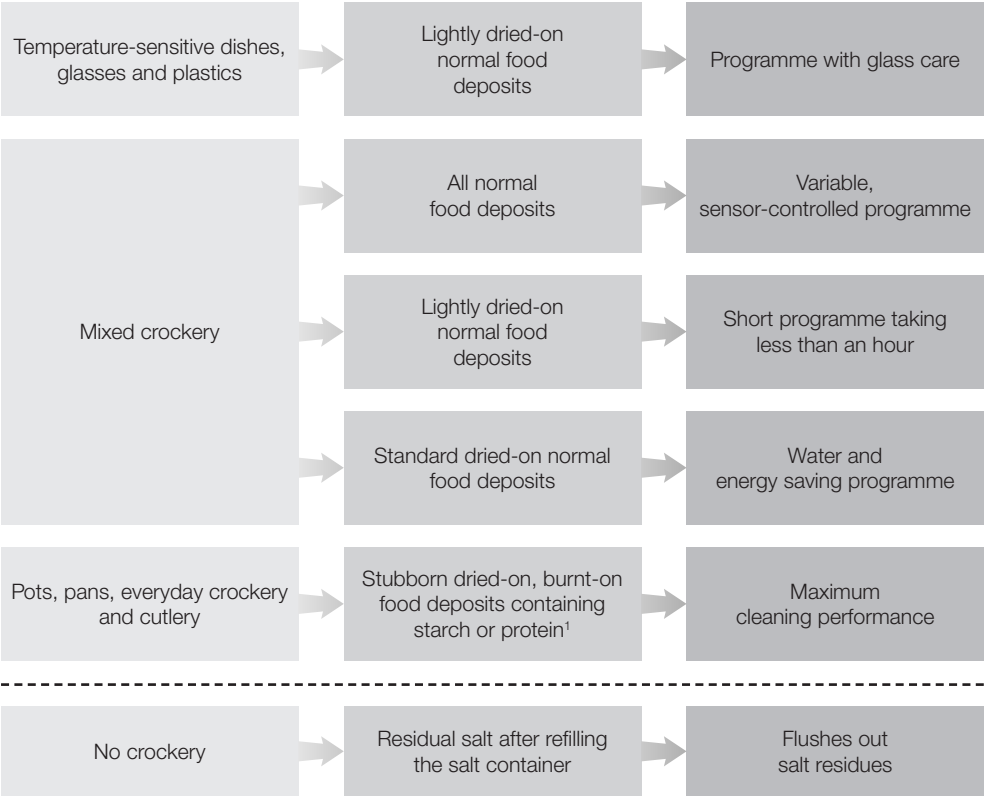 Temperature-sensitive dishes,
glasses and plastics
Lightly dried-on
normal food
deposits
Programme with glass care
Mixed crockery
All normal
food deposits
Variable,
sensor-controlled programme
Lightly dried-on
normal food
deposits
Short programme taking
less than an hour
Standard dried-on normal
food deposits
Water and
energy saving programme
Pots, pans, everyday crockery
and cutlery
Stubborn dried-on, burnt-on
food deposits containing
starch or protein¹
Maximum
cleaning performance
No crockery
Residual salt after refilling
the salt container
Flushes out
salt residues